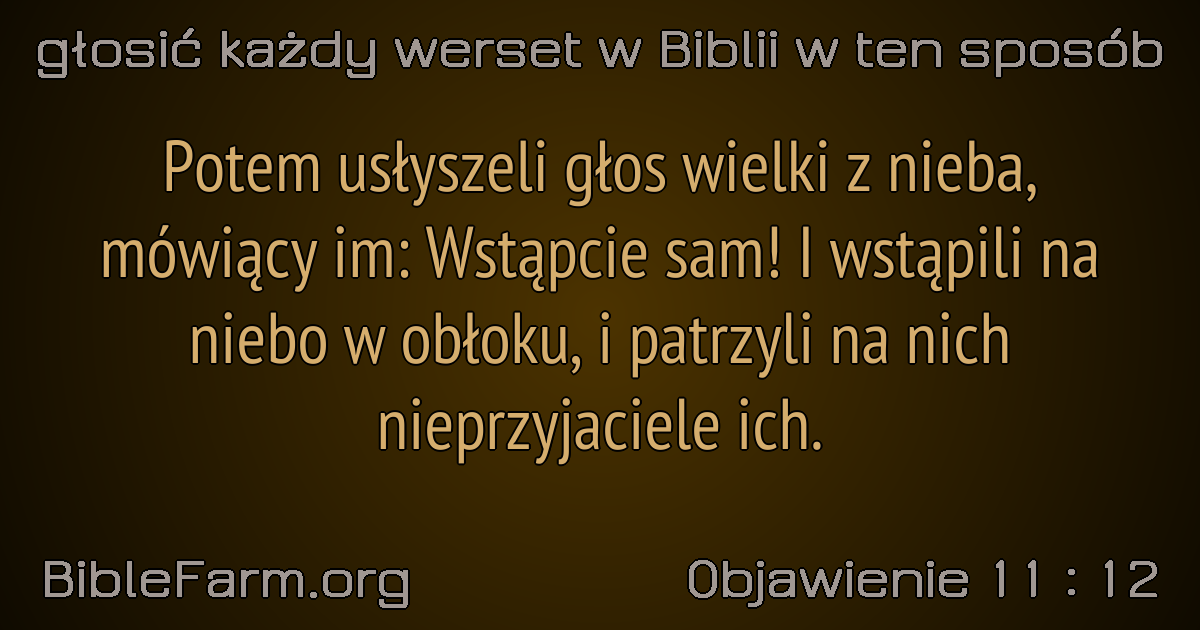 głosić każdy werset w Biblii w ten sposób
Potem usłyszeli głos wielki z nieba,
mówiący im: Wstąpcie sam! I wstąpili na
niebo w obłoku, i patrzyli na nich
nieprzyjaciele ich.
BibleFarm.org
Objawienie 11 : 12